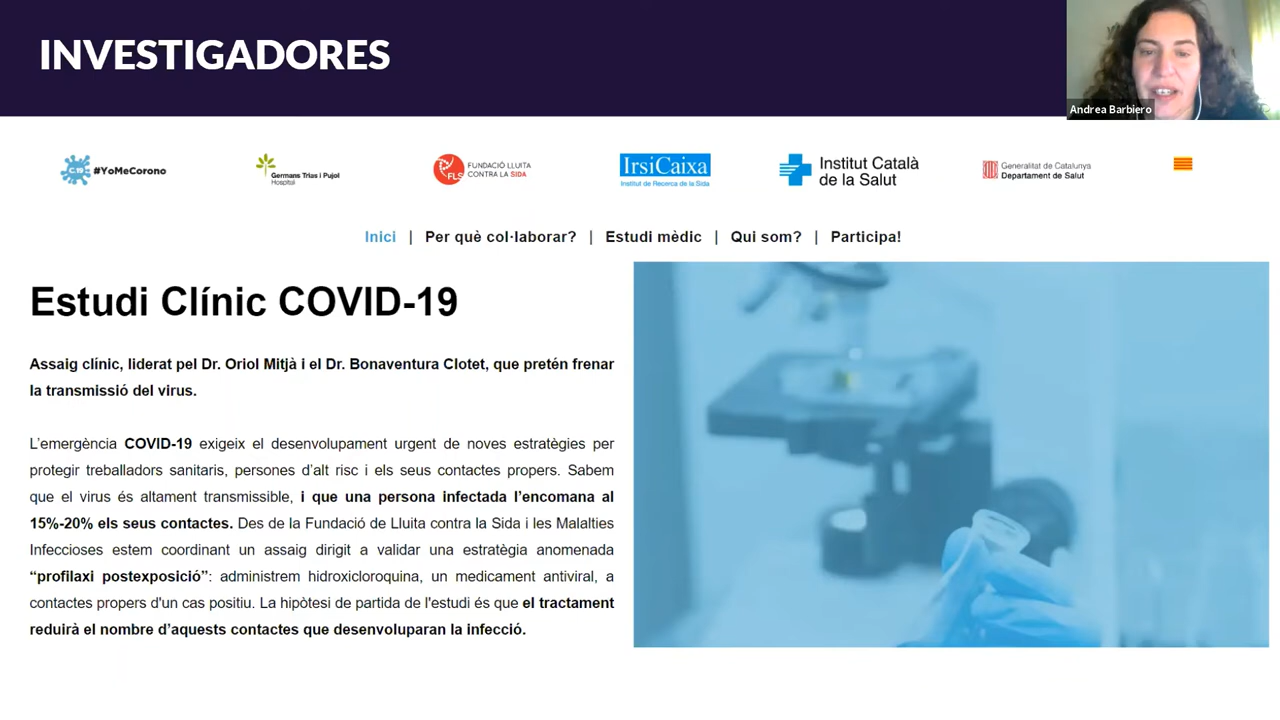 INVESTIGADORES
Andrea Barbiero
C.19
#YoMeCorono
Germans Trias i Pujol
Hospital
FLS
FUNDACIÓ LLUITA
CONTRA LA SIDA
IrsiCaixa
Institut de Recerca de la Sida
Institut Català
de la Salut
Generalitat de Catalunya
Departament de Salut
Inici | Per què col·laborar? | Estudi mèdic | Qui som? | Participa!
Estudi Clínic COVID-19
Assaig clínic, liderat pel Dr. Oriol Mitjà i el Dr. Bonaventura Clotet, que pretén frenar
la transmissió del virus.
L’emergència COVID-19 exigeix el desenvolupament urgent de noves estratègies per
protegir treballadors sanitaris, persones d’alt risc i els seus contactes propers. Sabem
que el virus és altament transmissible, i que una persona infectada l’encomana al
15%-20% els seus contactes. Des de la Fundació de Lluita contra la Sida i les Malalties
Infeccioses estem coordinant un assaig dirigit a validar una estratègia anomenada
“profilaxi postexposició”: administrem hidroxicloroquina, un medicament antiviral, a
contactes propers d'un cas positiu. La hipòtesi de partida de l'estudi és que el tractament
reduirà el nombre d’aquests contactes que desenvoluparan la infecció.